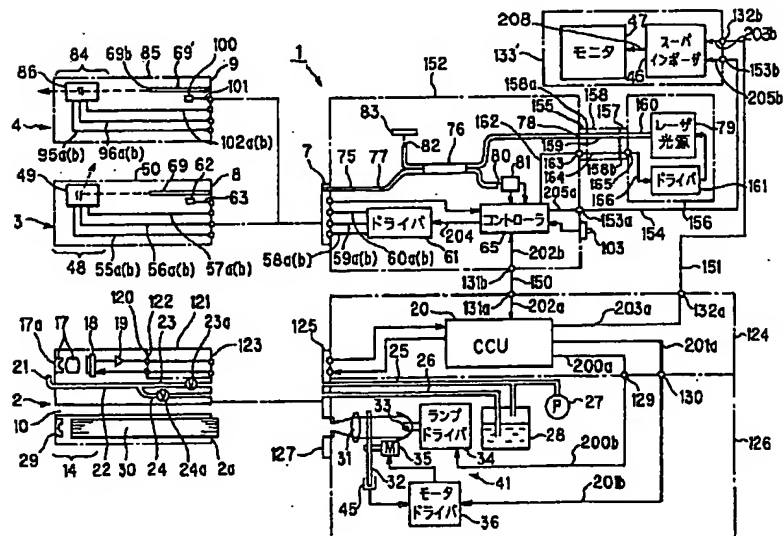 208 47 132b
84 85 69b 69' 100 9 1 152 133' モニタ スーパインポーザ 203b
86 101 83 158a 158 157 46 153b
155 162 160 205b
4 76 78 レーザ光源 79
82 159
95a(b) 96a(b) 102a(b) 80 81 163
50 7 75 77 164 158b ドライバ
49 69 62 8 165 161
63 205a 166
3 ドライバ コントローラ 153a 154 156
204 65 103
55a(b) 56a(b) 57a(b) 58a(b) 59a(b) 60a(b) 61 202b
48 131b 150 151
120 121 20 131a 202a 132a
17a 17 18 19 122 23 23a 123 125 203a 124
CCU 201a
21 25 26 200a
2 27 P 129 130
V
10 33 ランプドライバ 28 126
V
29 127 31 M 35 34 200b
14 30 22 24 24a 2a 32 41
45 モータドライバ 36 201b